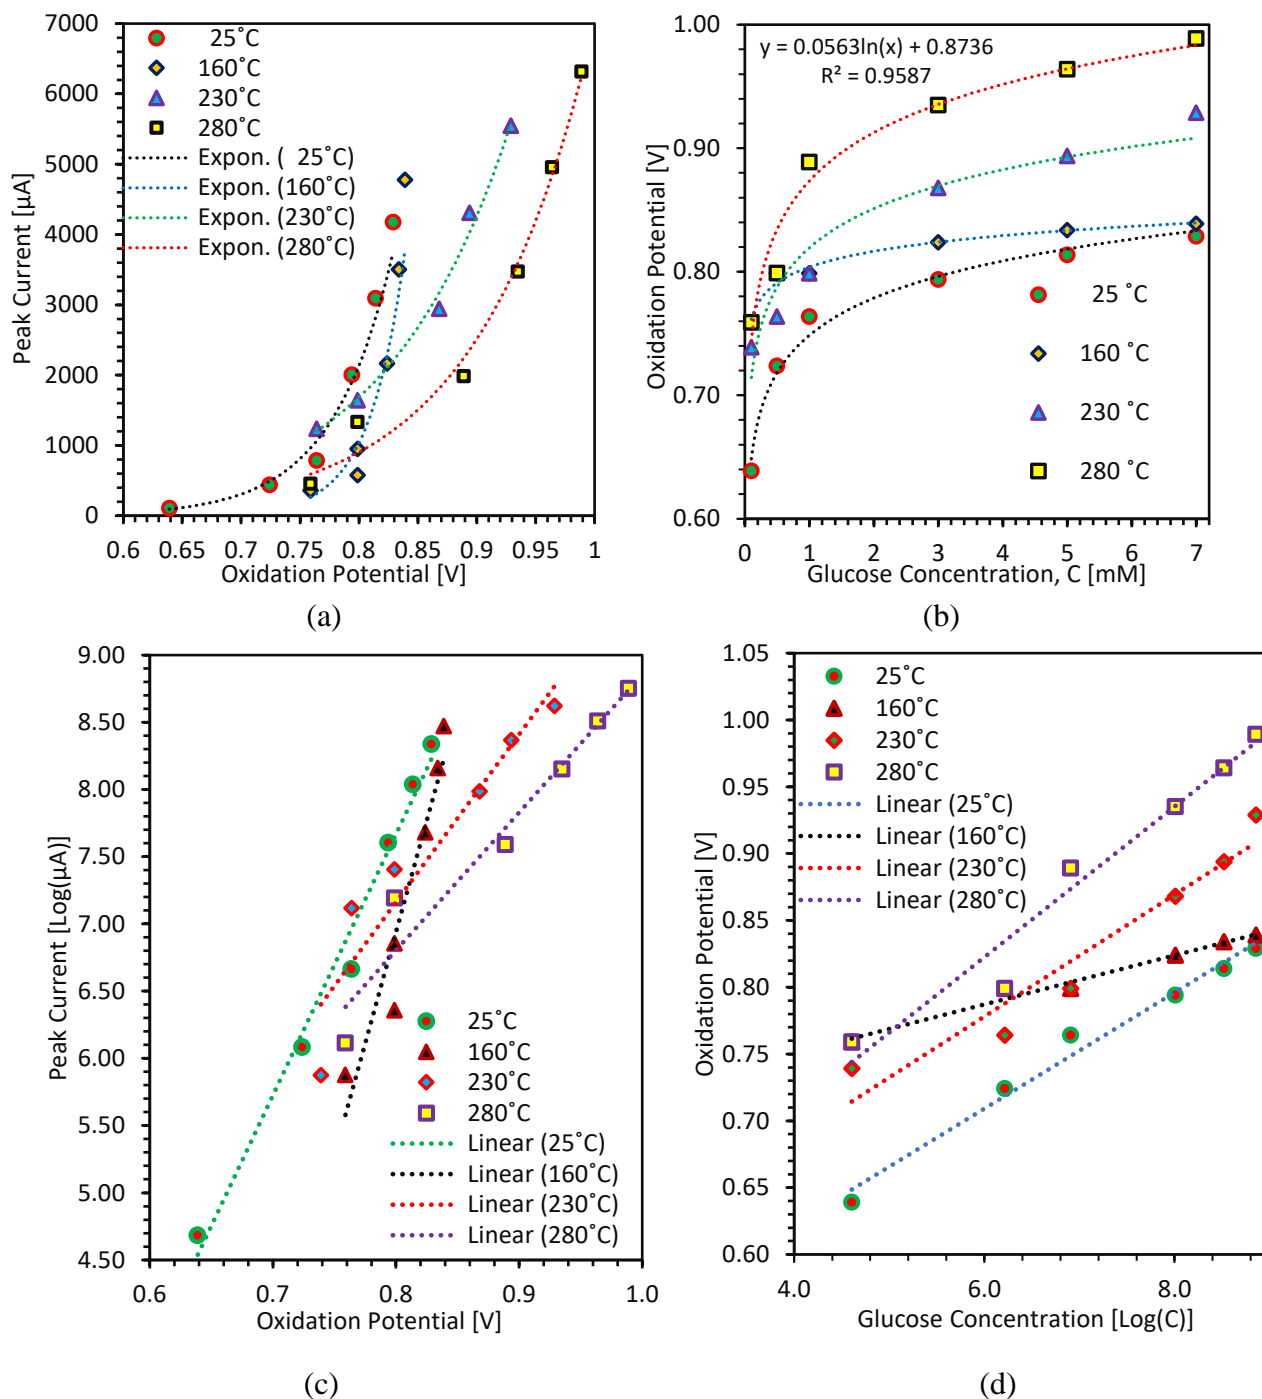 7000
6000
5000
4000
3000
2000
1000
0
Peak Current [µA]
25˚C
160˚C
230˚C
280˚C
Expon. ( 25˚C)
Expon. (160˚C)
Expon. (230˚C)
Expon. (280˚C)
0.6 0.65 0.7 0.75 0.8 0.85 0.9 0.95 1
Oxidation Potential [V]
(a)
1.00
0.90
0.80
0.70
0.60
Oxidation Potential [V]
y = 0.0563ln(x) + 0.8736
R² = 0.9587
25 ˚C
160 ˚C
230 ˚C
280 ˚C
0 1 2 3 4 5 6 7
Glucose Concentration, C [mM]
(b)
9.00
8.50
8.00
7.50
7.00
6.50
6.00
5.50
5.00
4.50
Peak Current [Log(µA)]
25˚C
160˚C
230˚C
280˚C
Linear (25˚C)
Linear (160˚C)
Linear (230˚C)
Linear (280˚C)
0.6 0.7 0.8 0.9 1.0
Oxidation Potential [V]
(c)
1.05
1.00
0.95
0.90
0.85
0.80
0.75
0.70
0.65
0.60
Oxidation Potential [V]
25˚C
160˚C
230˚C
280˚C
Linear (25˚C)
Linear (160˚C)
Linear (230˚C)
Linear (280˚C)
4.0 6.0 8.0
Glucose Concentration [Log(C)]
(d)